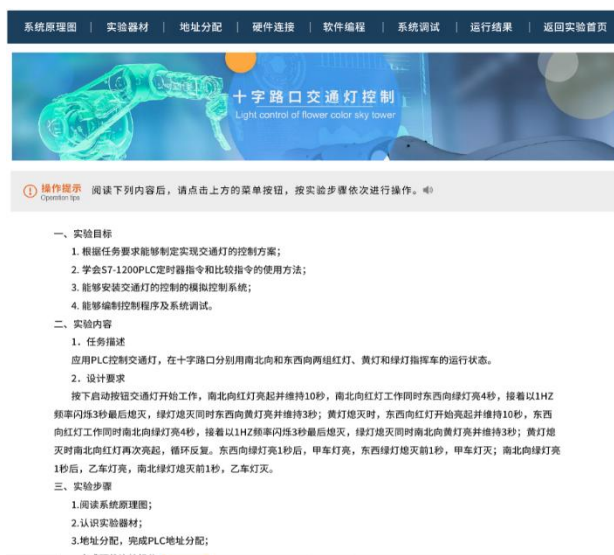 系统原理图 | 实验器材 | 地址分配 | 硬件连接 | 软件编程 | 系统调试 | 运行结果 | 返回实验首页
十字路口交通灯控制
Light control of flower color sky tower
操作提示 阅读下列内容后，请点击上方的菜单按钮，按实验步骤依次进行操作。
Operation tips
一、实验目标
1. 根据任务要求能够制定实现交通灯的控制方案；
2. 学会S7-1200PLC定时器指令和比较指令的使用方法；
3. 能够安装交通灯的控制的模拟控制系统；
4. 能够编制控制程序及系统调试。
二、实验内容
1．任务描述
应用PLC控制交通灯，在十字路口分别用南北向和东西向两组红灯、黄灯和绿灯指挥车的运行状态。
2．设计要求
按下启动按钮交通灯开始工作，南北向红灯亮起并维持10秒，南北向红灯工作同时东西向绿灯亮4秒，接着以1HZ
频率闪烁3秒最后熄灭，绿灯熄灭同时东西向黄灯亮并维持3秒；黄灯熄灭时，东西向红灯开始亮起并维持10秒，东西
向红灯工作同时南北向绿灯亮4秒，接着以1HZ频率闪烁3秒最后熄灭，绿灯熄灭同时南北向黄灯亮并维持3秒；黄灯熄
灭时南北向红灯再次亮起，循环反复。东西向绿灯亮1秒后，甲车灯亮，东西绿灯熄灭前1秒，甲车灯灭；南北向绿灯亮
1秒后，乙车灯亮，南北绿灯熄灭前1秒，乙车灯灭。
三、实验步骤
1.阅读系统原理图；
2.认识实验器材；
3.地址分配，完成PLC地址分配；